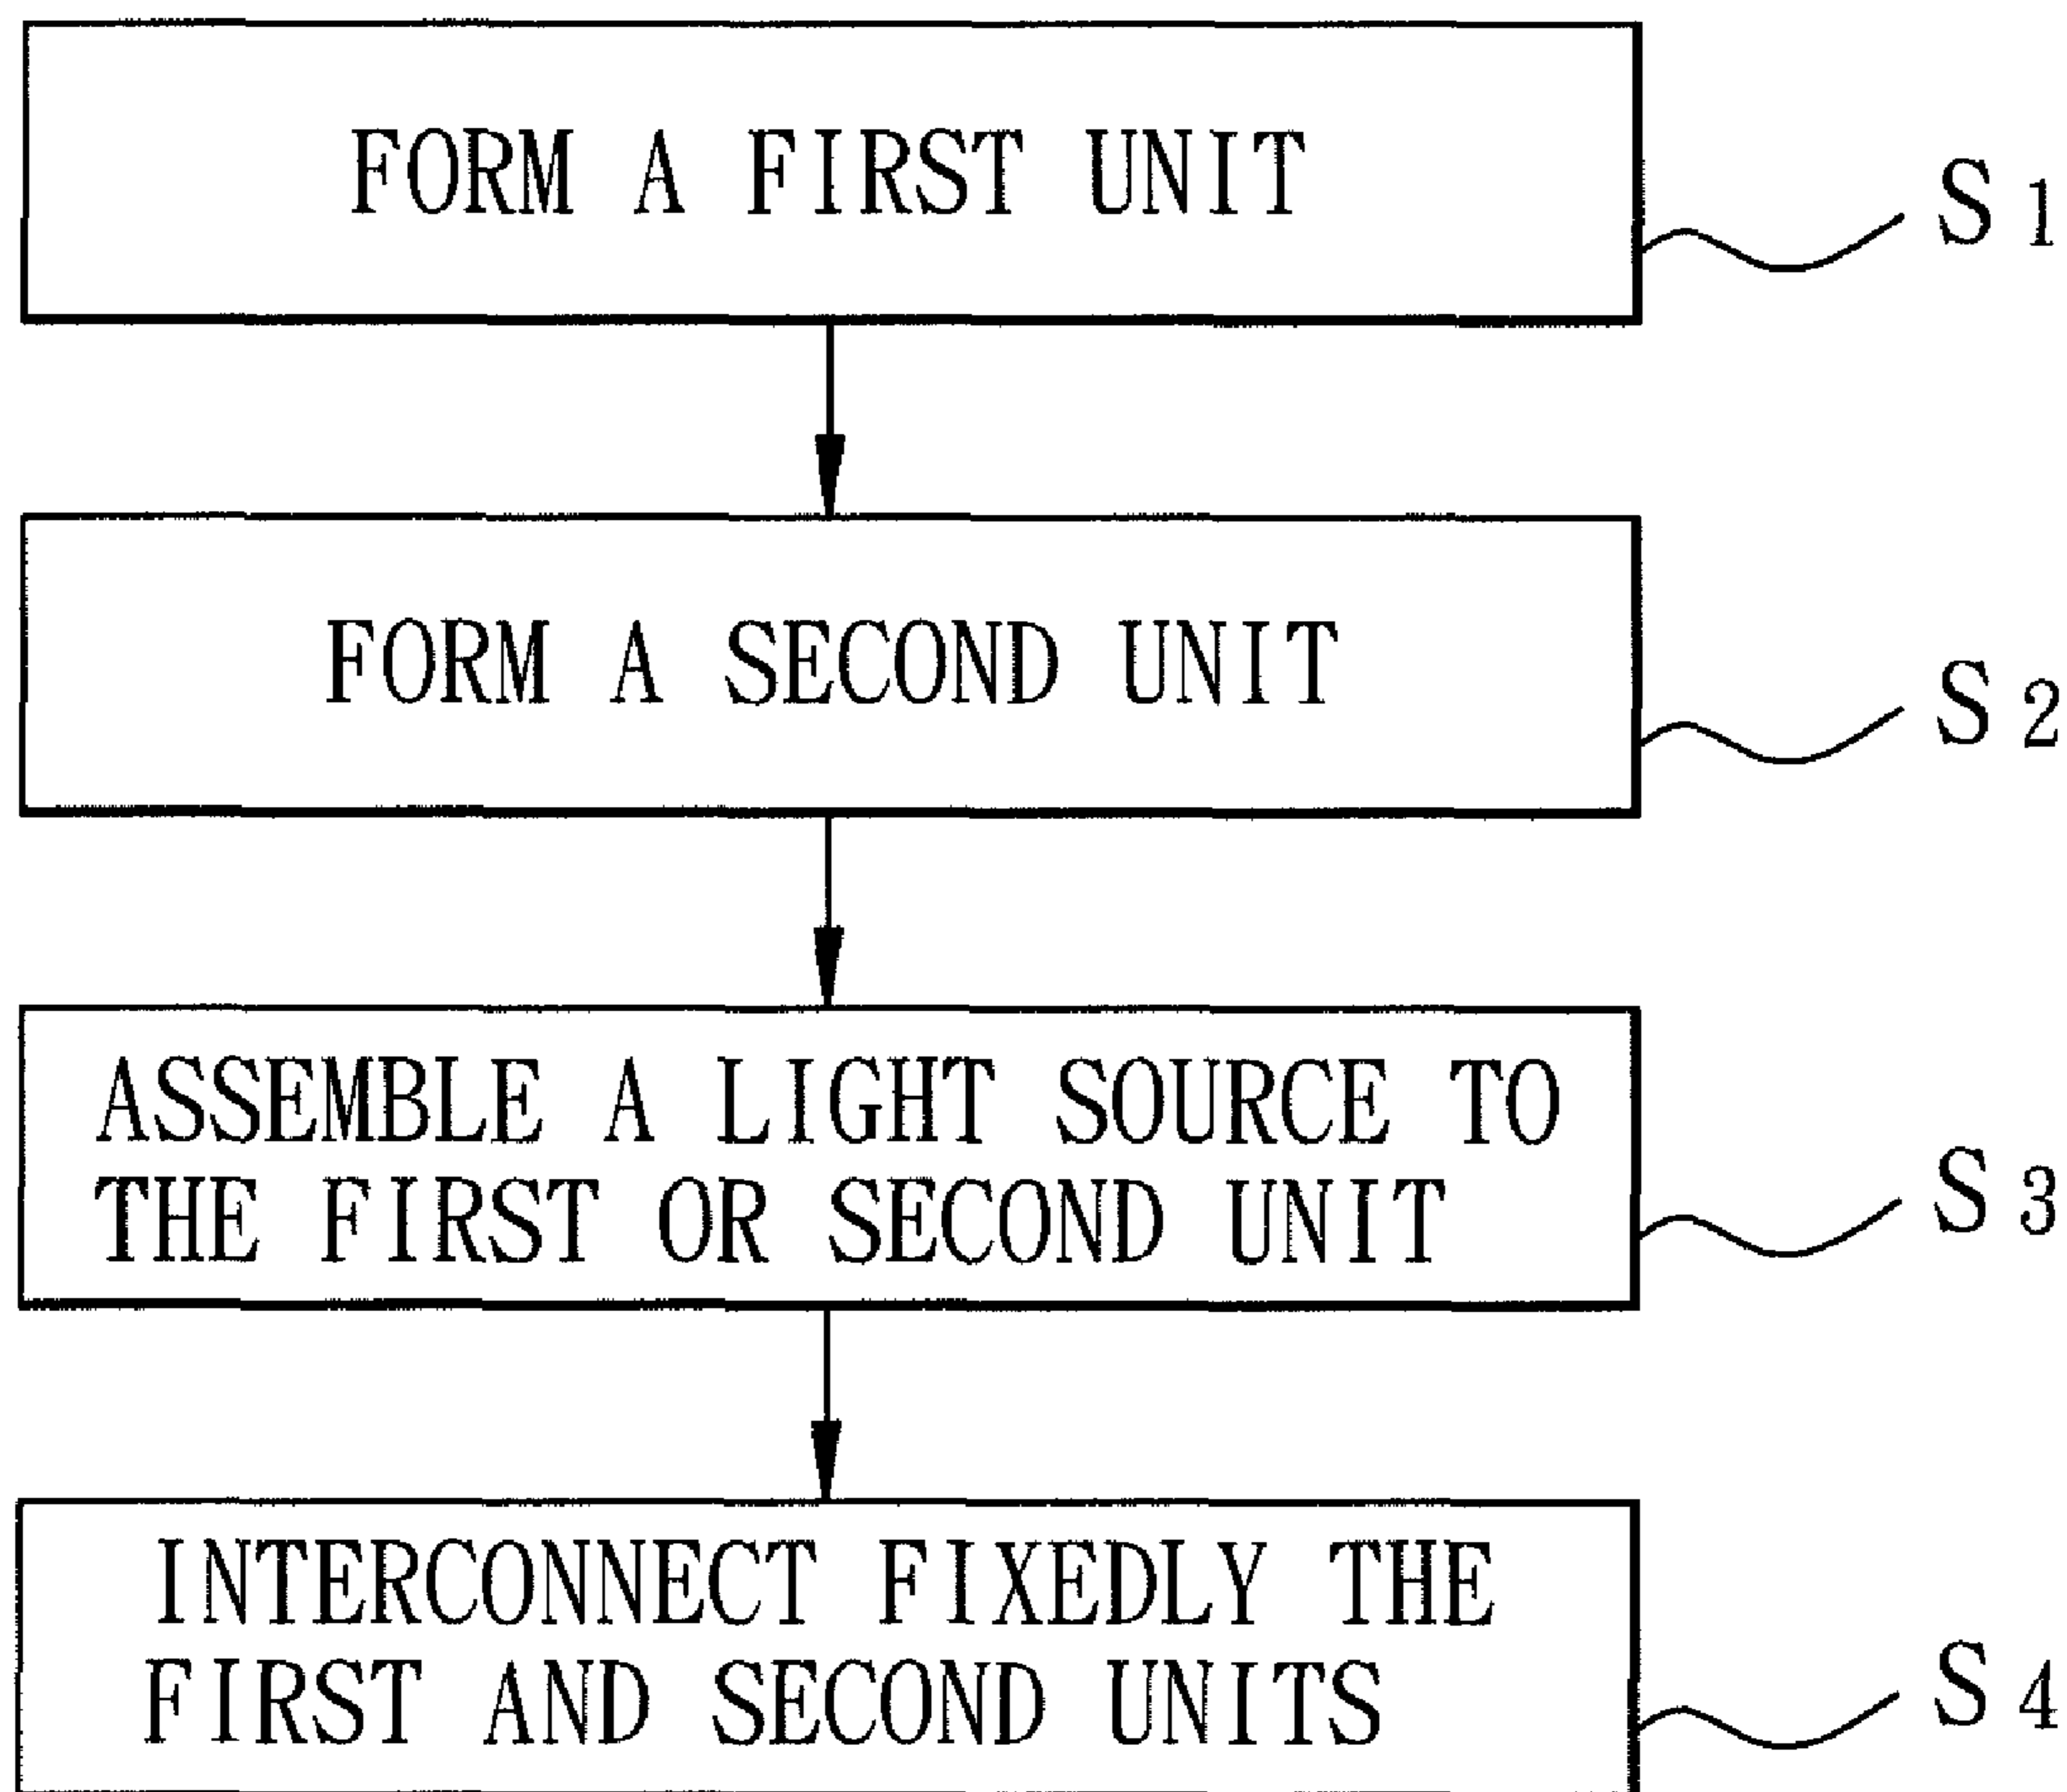 FORM A FIRST UNIT
S1
FORM A SECOND UNIT
S2
ASSEMBLE A LIGHT SOURCE TO
THE FIRST OR SECOND UNIT
S3
INTERCONNECT FIXEDLY THE
FIRST AND SECOND UNITS
S4